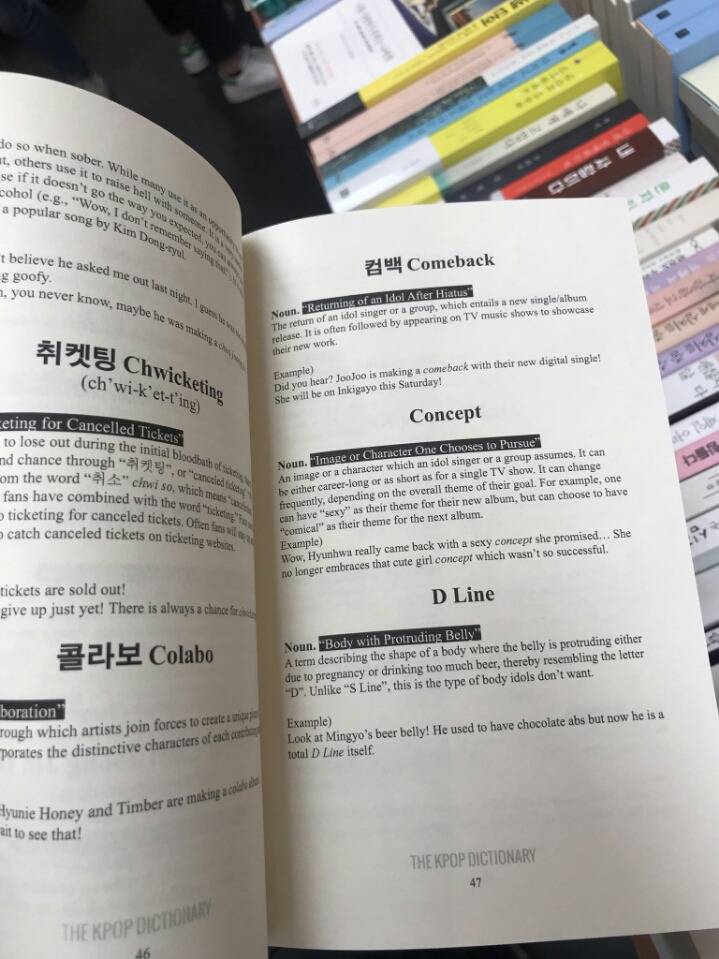 do so when sober. While many use it as an
others use it to raise hell with someone. It is a
se if it doesn't go the way you expected, you can always
cohol (e.g., “Wow, I don't remember saying that”).
a popular song by Kim Dong-ryul.
t believe he asked me out last night. I guess he was
ng goofy.
n, you never know, maybe he was making a
취켓팅 Chwicketing
(ch'wi-k'et-t'ing)
keting for Cancelled Tickets”
to lose out during the initial bloodbath of ticketing,
nd chance through “취켓팅”, or “canceled ticketing”
from the word “취소” chwi so, which means
fans have combined with the word “ticketing.”
o ticketing for canceled tickets. Often fans will
o catch canceled tickets on ticketing websites.
tickets are sold out!
give up just yet! There is always a chance for
콜라보 Colabo
boration”
rough which artists join forces to create a unique
rporates the distinctive characters of each contributing
Hyunie Honey and Timber are making a colabo
ait to see that!
THE KPOP DICTIONARY
46
컴백 Comeback
Noun. “Returning of an Idol After Hiatus”
The return of an idol singer or a group, which entails a new single/album
release. It is often followed by appearing on TV music shows to showcase
their new work.
Example)
Did you hear? JooJoo is making a comeback with their new digital single!
She will be on Inkigayo this Saturday!
Concept
Noun. “Image or Character One Chooses to Pursue”
An image or a character which an idol singer or a group assumes. It can
be either career-long or as short as for a single TV show. It can change
frequently, depending on the overall theme of their goal. For example, one
can have “sexy” as their theme for their new album, but can choose to have
“comical” as their theme for the next album.
Example)
Wow, Hyunhwa really came back with a sexy concept she promised… She
no longer embraces that cute girl concept which wasn't so successful.
D Line
Noun. “Body with Protruding Belly”
A term describing the shape of a body where the belly is protruding either
due to pregnancy or drinking too much beer, thereby resembling the letter
“D”. Unlike “S Line”, this is the type of body idols don't want.
Example)
Look at Mingyo's beer belly! He used to have chocolate abs but now he is a
total D Line itself.
THE KPOP DICTIONARY
47